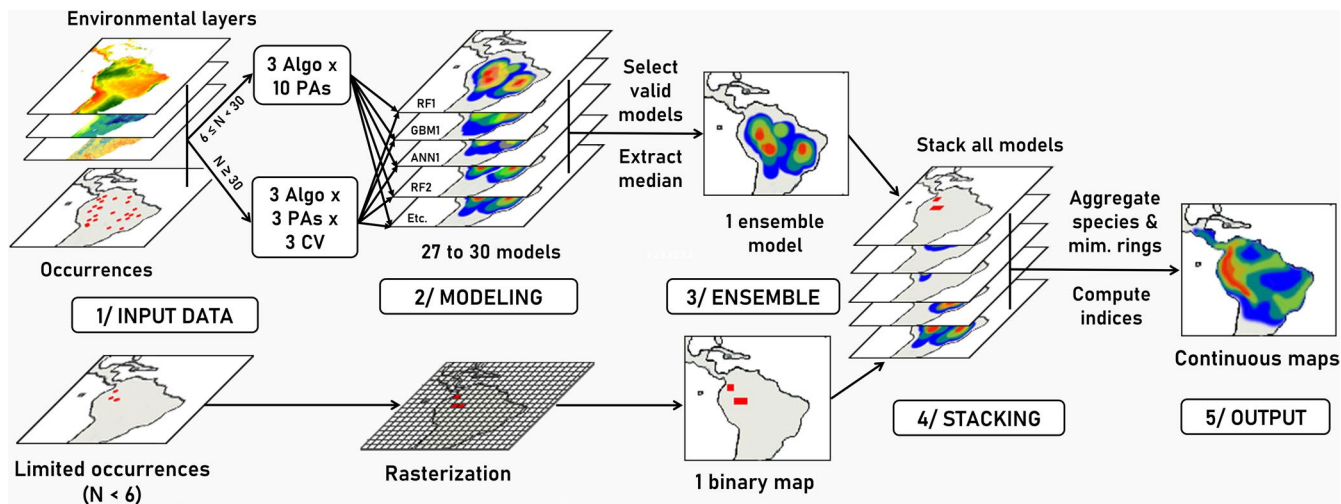 Environmental layers
Occurrences
1/ INPUT DATA
6 ≤ N < 30
N ≥ 30
3 Algo x
10 PAs
3 Algo x
3 PAs x
3 CV
RF1
GBM1
ANN1
RF2
Etc.
27 to 30 models
2/ MODELING
Select
valid
models
Extract
median
1 ensemble
model
3/ ENSEMBLE
Limited occurrences
(N < 6)
Rasterization
1 binary map
Stack all models
4/ STACKING
Aggregate
species &
mim. rings
Compute
indices
Continuous maps
5/ OUTPUT